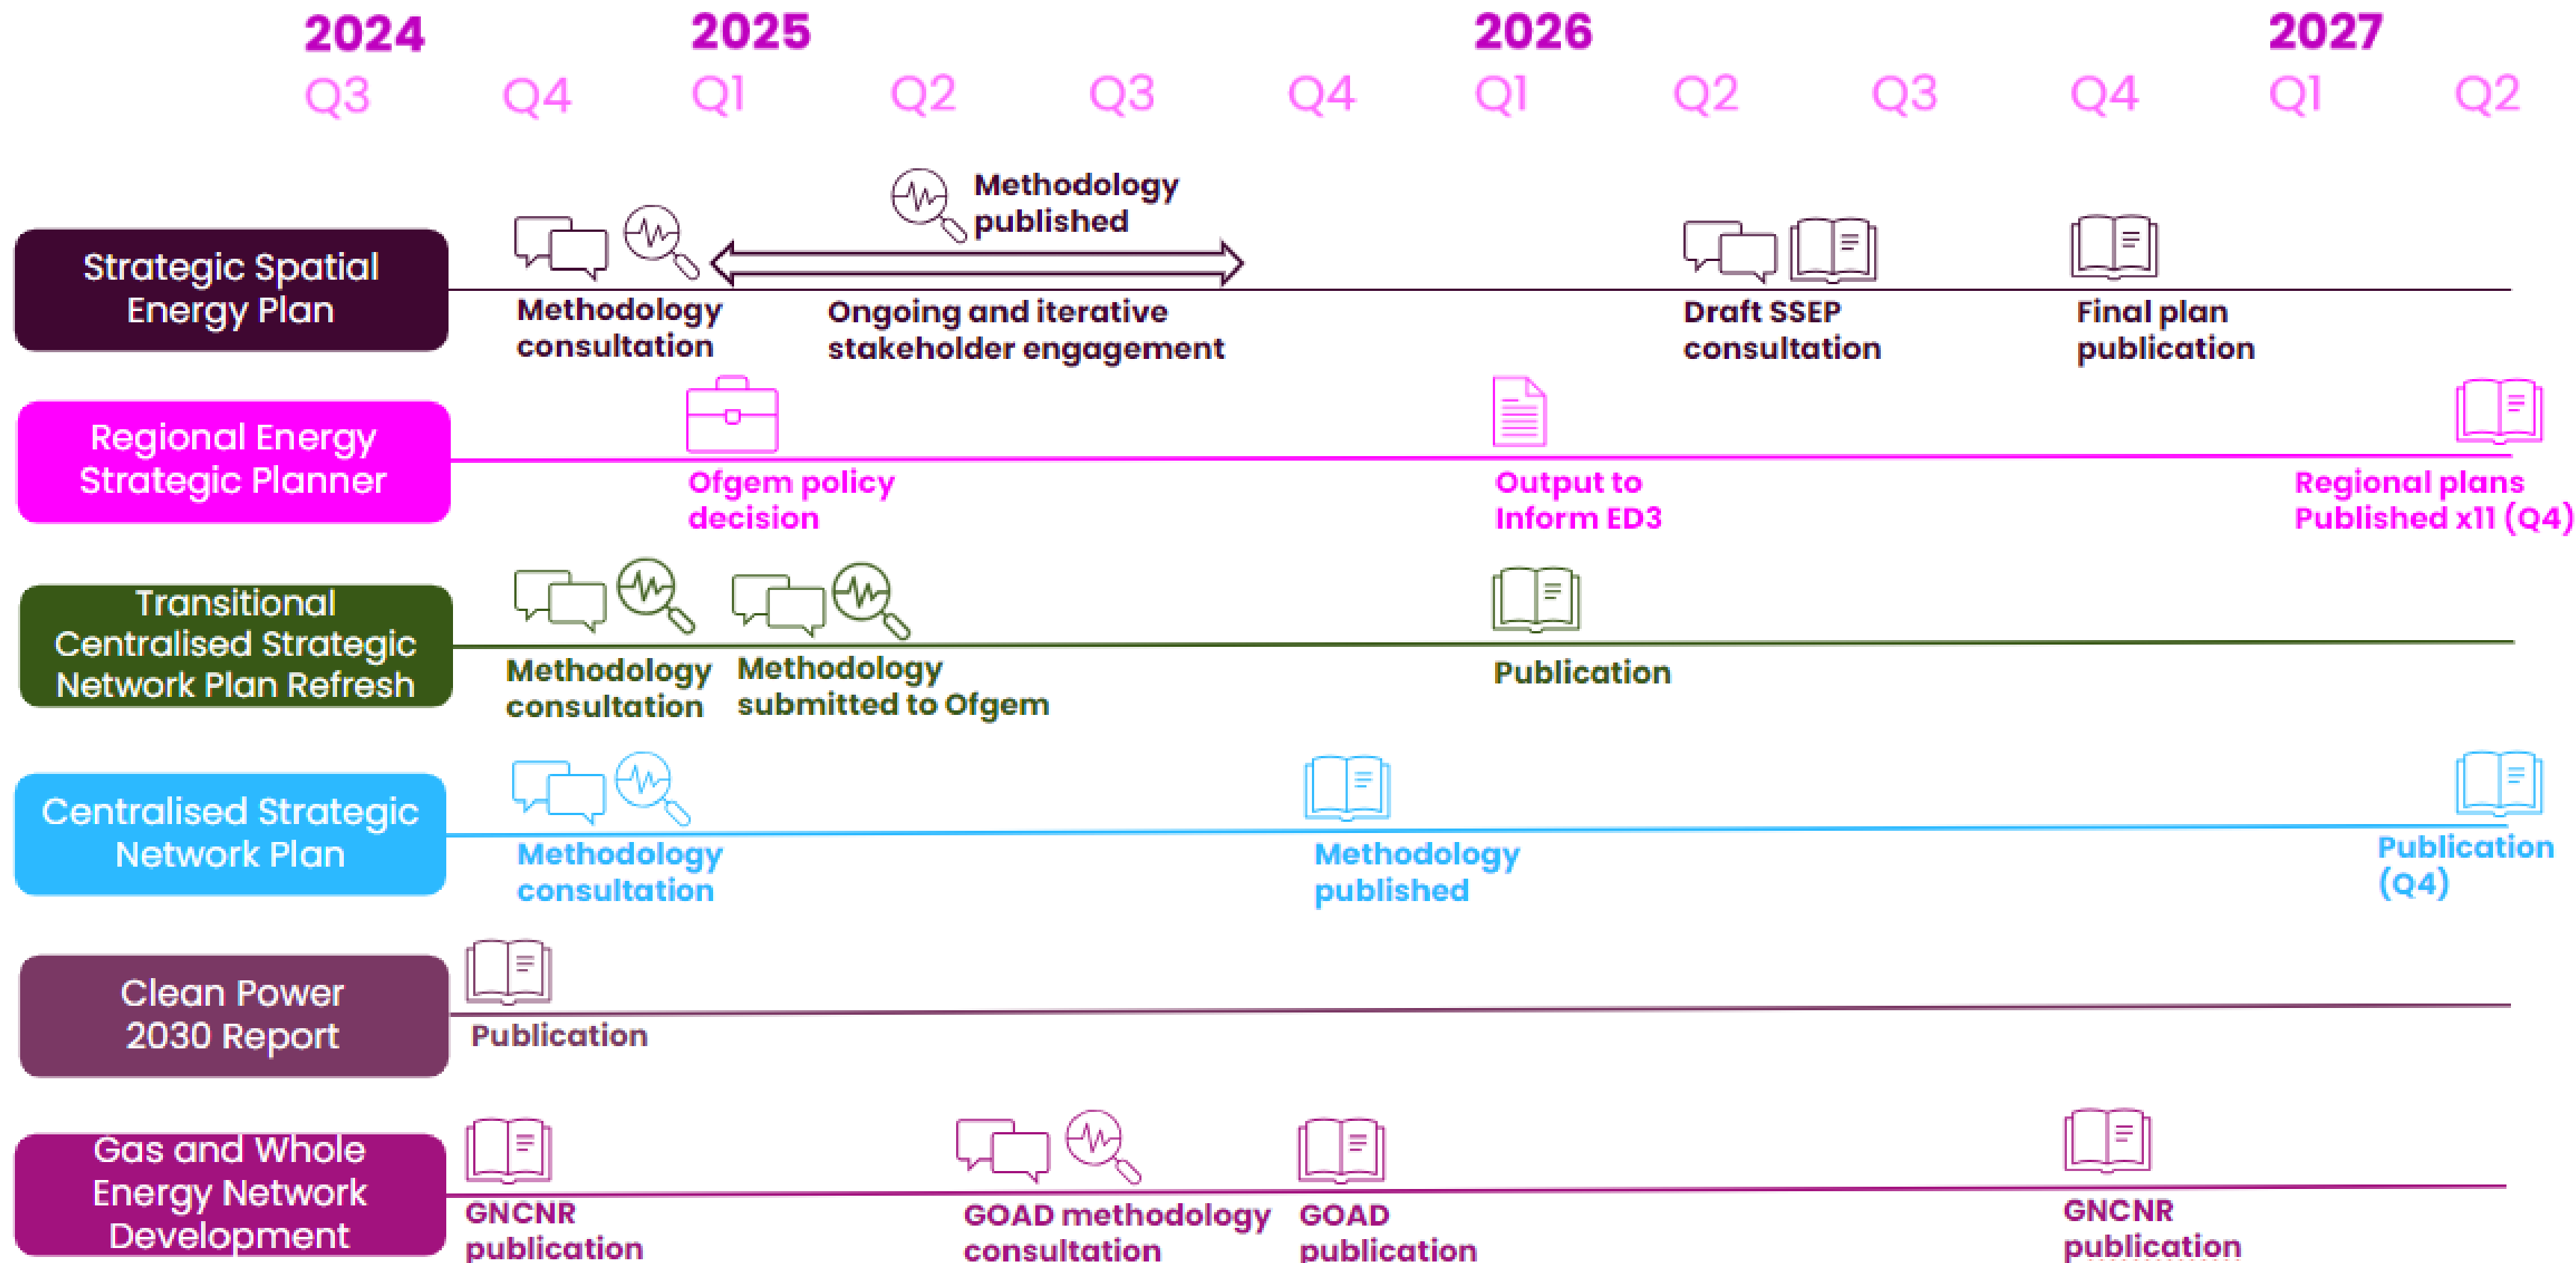 2024 2025 2026 2027
Q3 Q4 Q1 Q2 Q3 Q4 Q1 Q2 Q3 Q4 Q1 Q2
Strategic Spatial
Energy Plan
Methodology
consultation
Methodology
published
Ongoing and iterative
stakeholder engagement
Draft SSEP
consultation
Final plan
publication
Regional Energy
Strategic Planner
Ofgem policy
decision
Output to
Inform ED3
Regional plans
Published x11 (Q4)
Transitional
Centralised Strategic
Network Plan Refresh
Methodology
consultation
Methodology
submitted to Ofgem
Publication
Centralised Strategic
Network Plan
Methodology
consultation
Methodology
published
Publication
(Q4)
Clean Power
2030 Report
Publication
Gas and Whole
Energy Network
Development
GNCNR
publication
GOAD methodology
consultation
GOAD
publication
GNCNR
publication